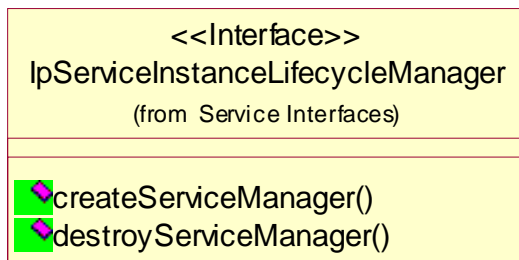 <<Interface>>
IpServiceInstanceLifecycleManager
(from Service Interfaces)
createServiceManager()
destroyServiceManager()